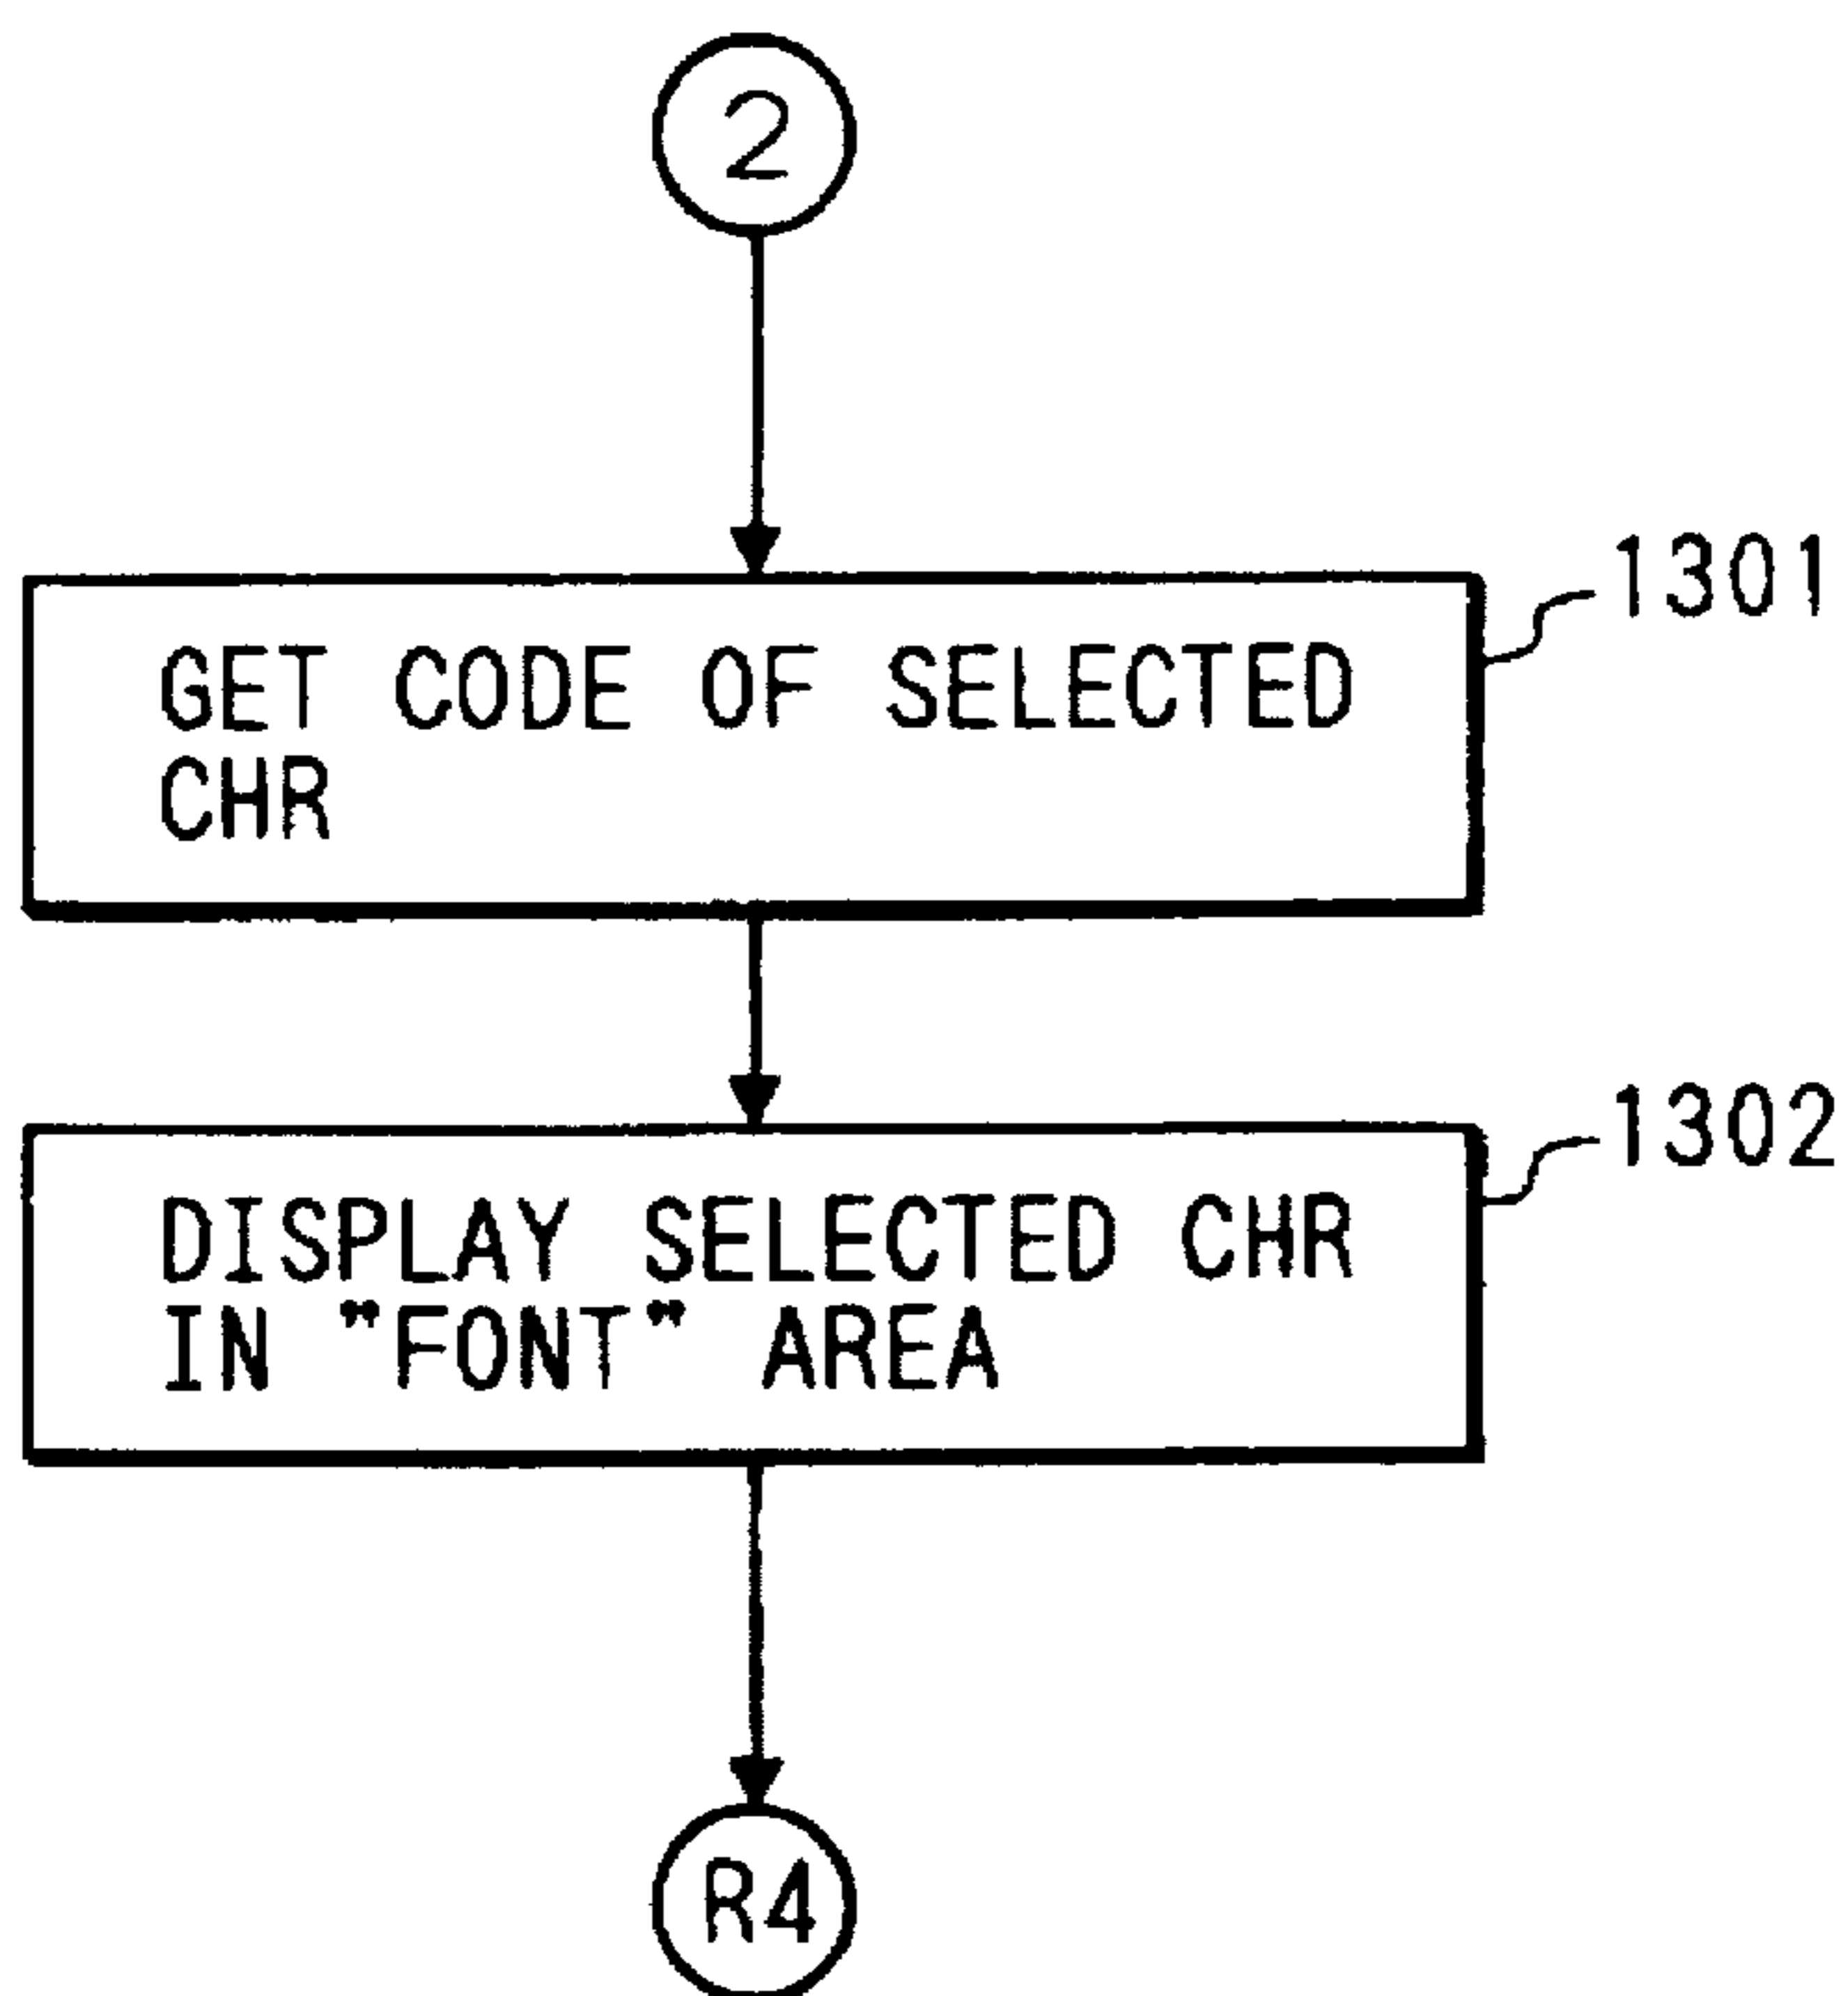 2
1301
GET CODE OF SELECTED
CHR
1302
DISPLAY SELECTED CHR
IN "FONT" AREA
R4